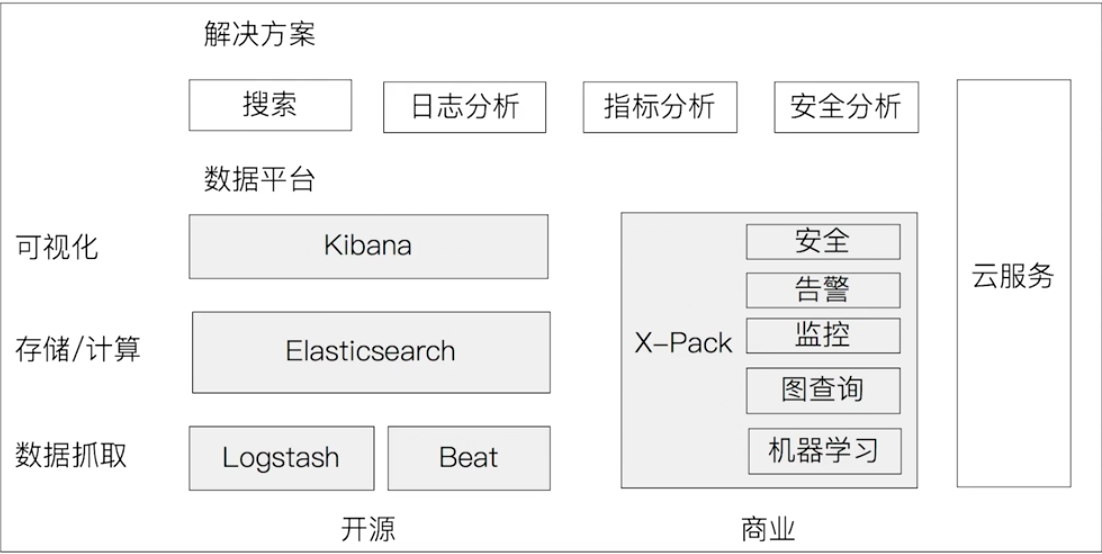 解决方案
搜索 日志分析 指标分析 安全分析
数据平台
可视化 Kibana
存储/计算 Elasticsearch
数据抓取 Logstash Beat
X-Pack
安全
告警
监控
图查询
机器学习
云服务
开源 商业